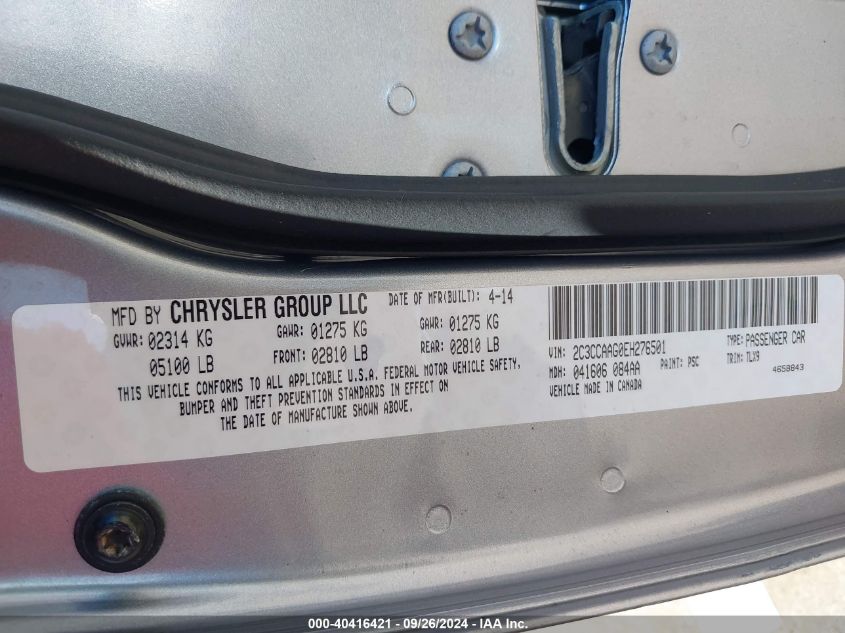 MFD BY CHRYSLER GROUP LLC DATE OF MFR(BUILT): 4-14
GVWR: 02314 KG GAWR: 01275 KG GAWR: 01275 KG
05100 LB FRONT: 02810 LB REAR: 02810 LB
THIS VEHICLE CONFORMS TO ALL APPLICABLE U.S.A. FEDERAL MOTOR VEHICLE SAFETY,
BUMPER AND THEFT PREVENTION STANDARDS IN EFFECT ON
THE DATE OF MANUFACTURE SHOWN ABOVE.
VIN: 2C3CCAAG0EH276501 TYPE: PASSENGER CAR
MDH: 041606 084AA PAINT: PSC TRIM: TLX9
VEHICLE MADE IN CANADA 4658843
000-40416421 - 09/26/2024 - IAA Inc.